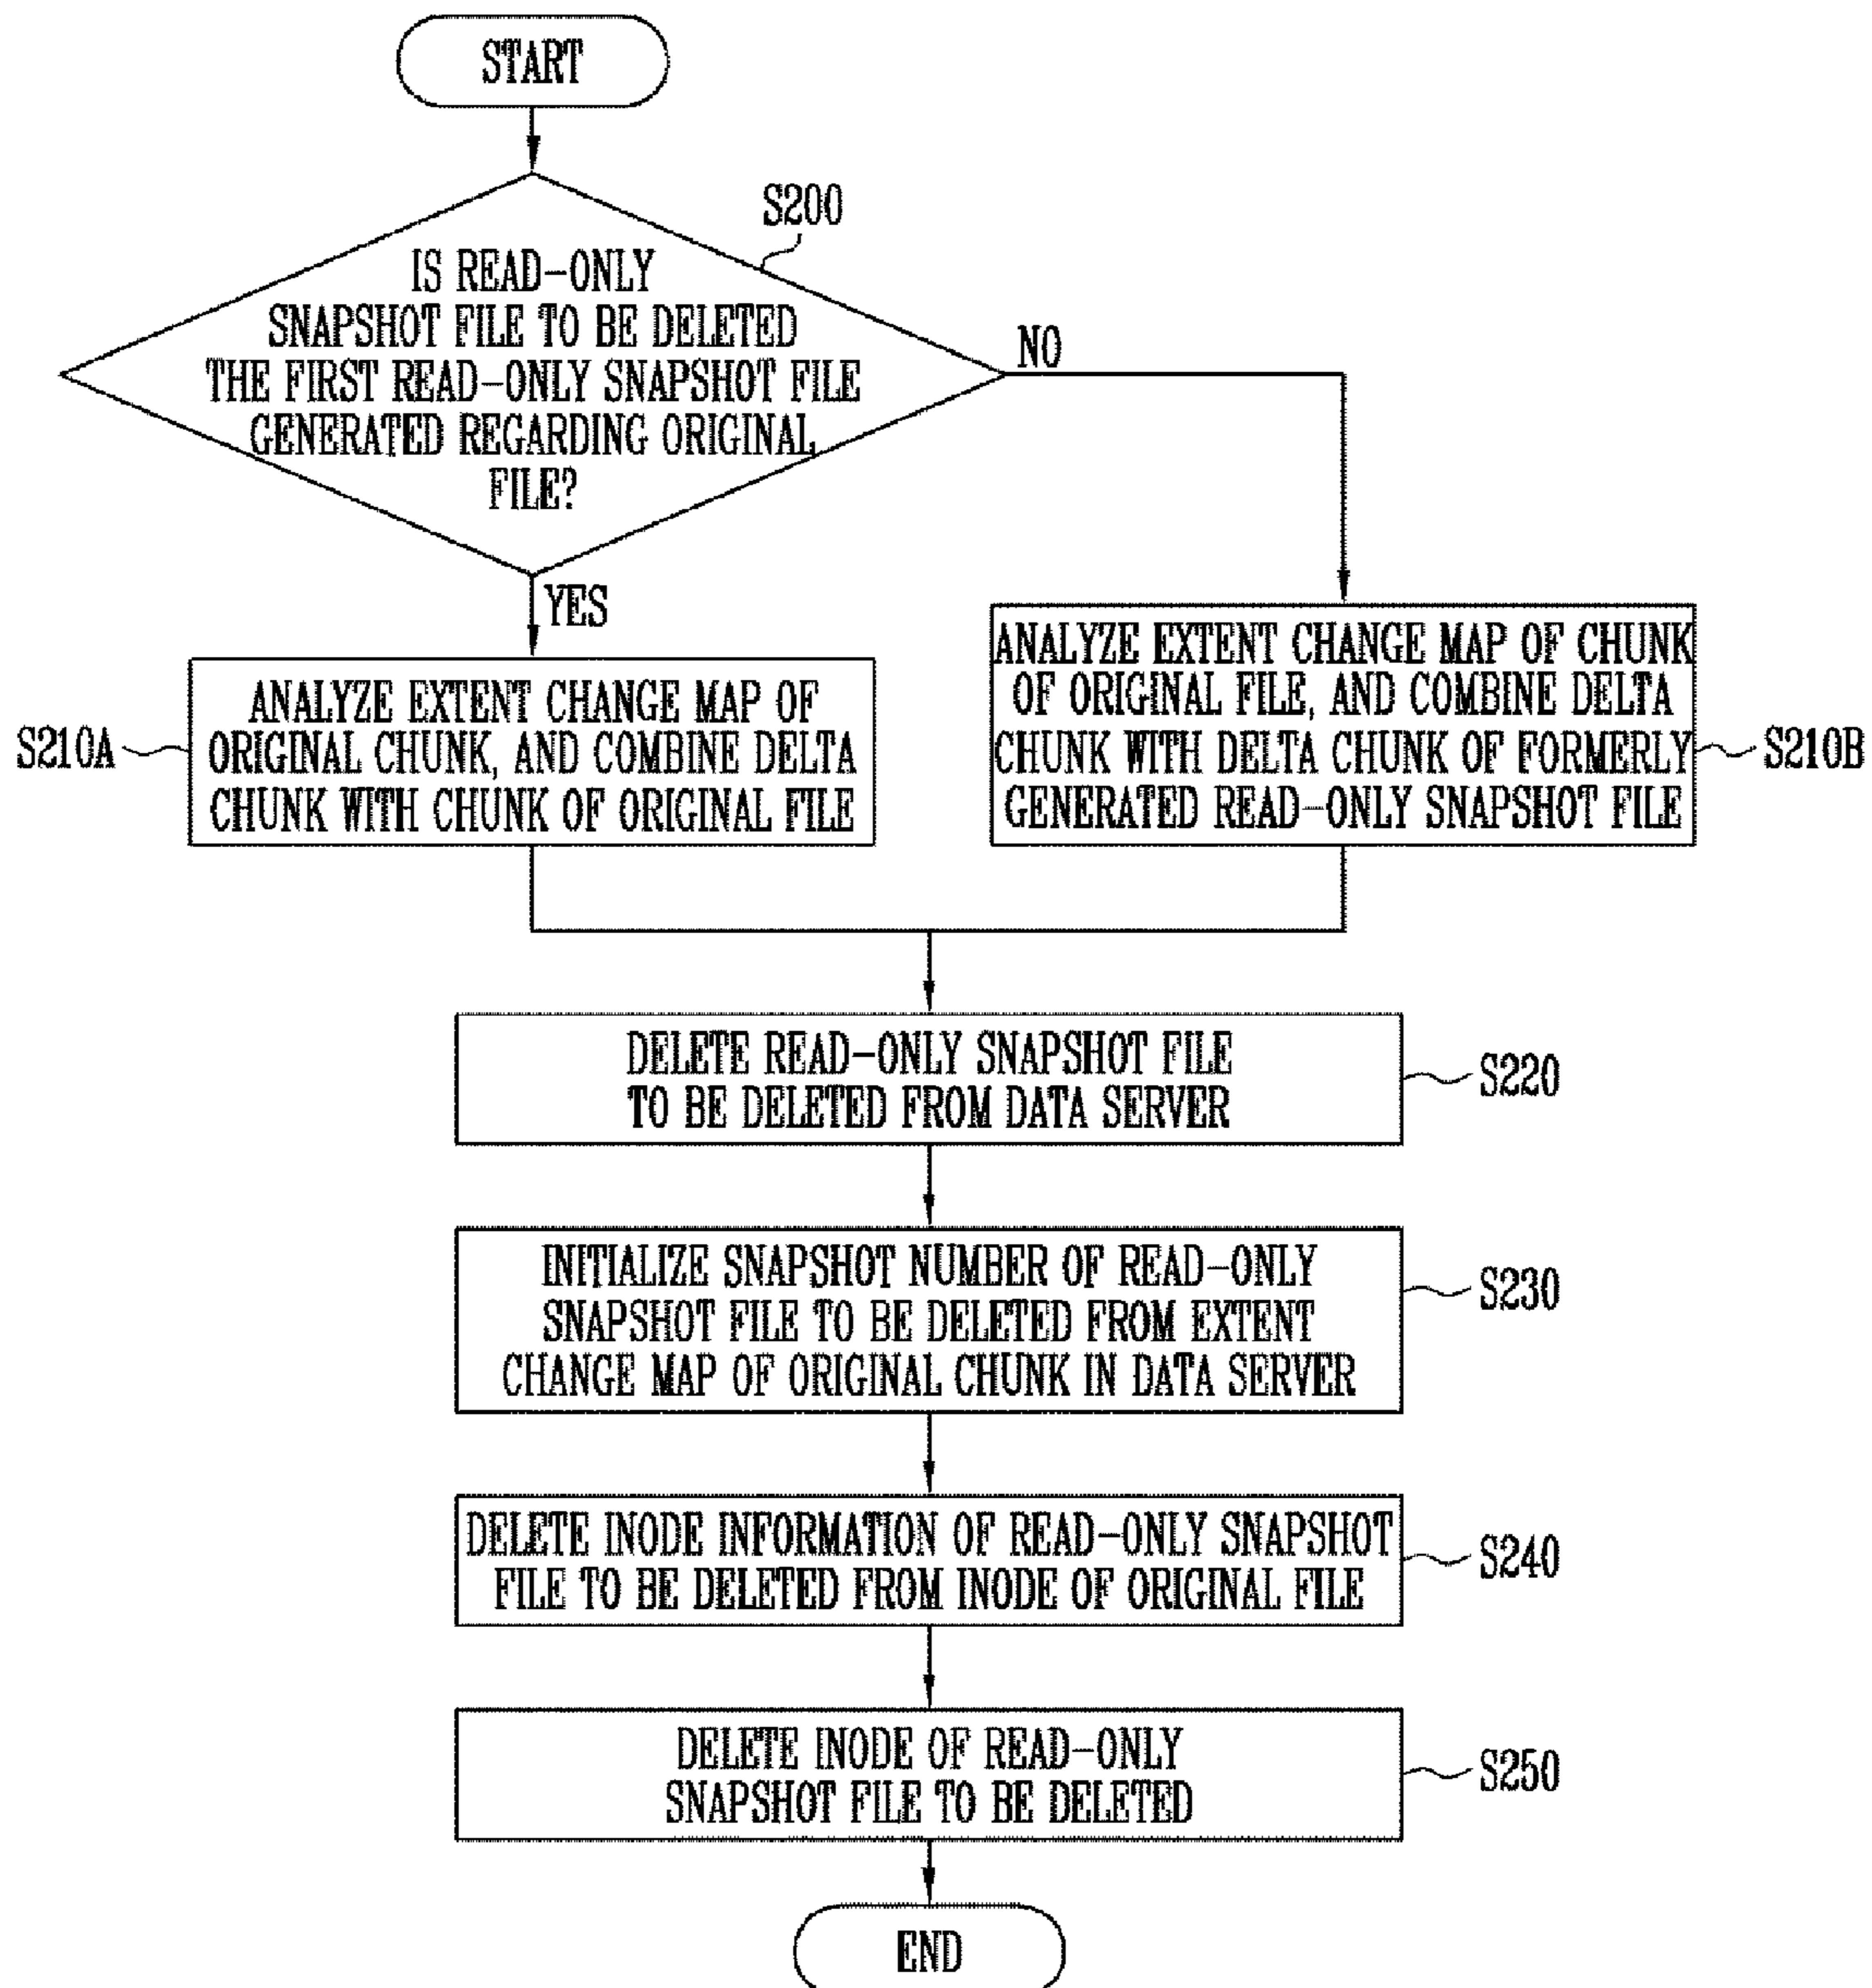 START
S200
IS READ-ONLY
SNAPSHOT FILE TO BE DELETED
THE FIRST READ-ONLY SNAPSHOT FILE
GENERATED REGARDING ORIGINAL
FILE?
NO
YES
S210A
ANALYZE EXTENT CHANGE MAP OF
ORIGINAL CHUNK, AND COMBINE DELTA
CHUNK WITH CHUNK OF ORIGINAL FILE
ANALYZE EXTENT CHANGE MAP OF CHUNK
OF ORIGINAL FILE, AND COMBINE DELTA
CHUNK WITH DELTA CHUNK OF FORMERLY
GENERATED READ-ONLY SNAPSHOT FILE
S210B
DELETE READ-ONLY SNAPSHOT FILE
TO BE DELETED FROM DATA SERVER
S220
INITIALIZE SNAPSHOT NUMBER OF READ-ONLY
SNAPSHOT FILE TO BE DELETED FROM EXTENT
CHANGE MAP OF ORIGINAL CHUNK IN DATA SERVER
S230
DELETE INODE INFORMATION OF READ-ONLY SNAPSHOT
FILE TO BE DELETED FROM INODE OF ORIGINAL FILE
S240
DELETE INODE OF READ-ONLY
SNAPSHOT FILE TO BE DELETED
S250
END